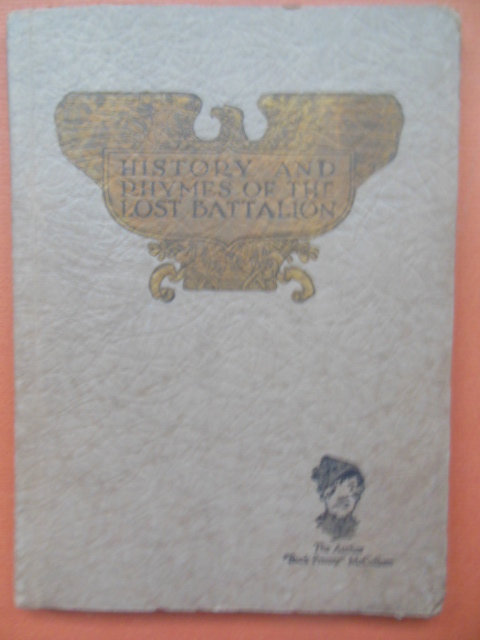 HISTORY AND
RHYMES OF THE
LOST BATTALION
The Author
"Buck Private" McCollum